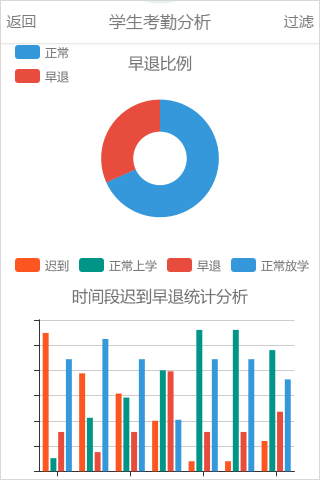 返回 学生考勤分析 过滤
正常
早退比例
早退
迟到 正常上学 早退 正常放学
时间段迟到早退统计分析